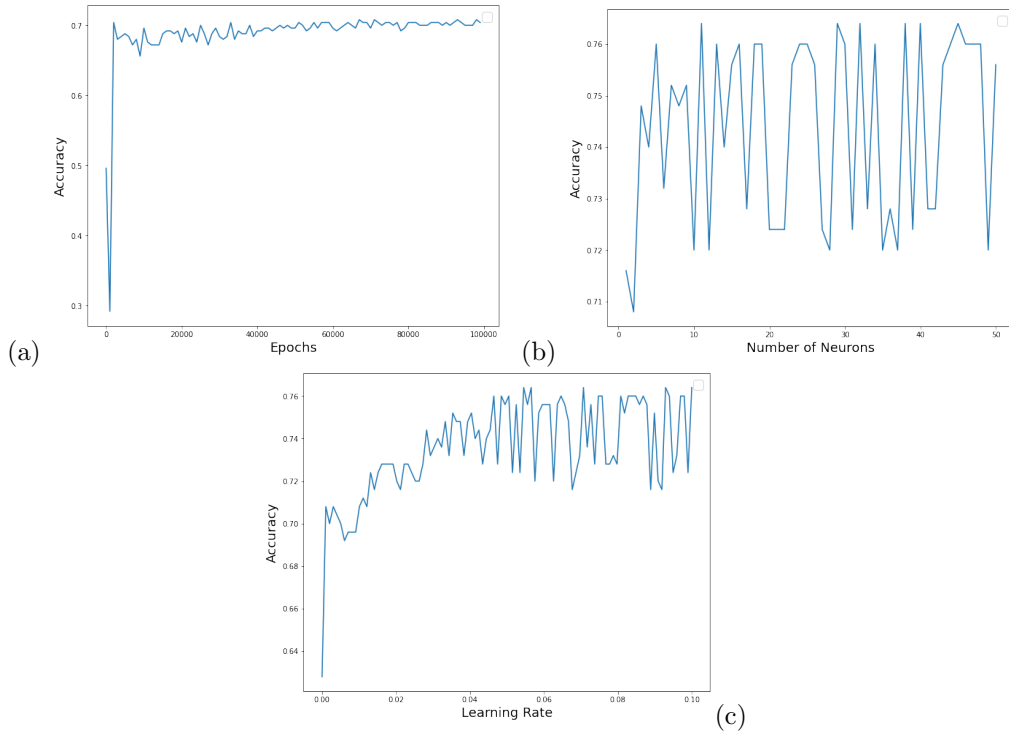 0.7
0.6
0.5
0.4
0.3
Accuracy
0 20000 40000 60000 80000 100000
Epochs
(a)
0.76
0.75
0.74
0.73
0.72
0.71
Accuracy
0 10 20 30 40 50
Number of Neurons
(b)
0.76
0.74
0.72
0.70
0.68
0.66
0.64
Accuracy
0.00 0.02 0.04 0.06 0.08 0.10
Learning Rate
(c)